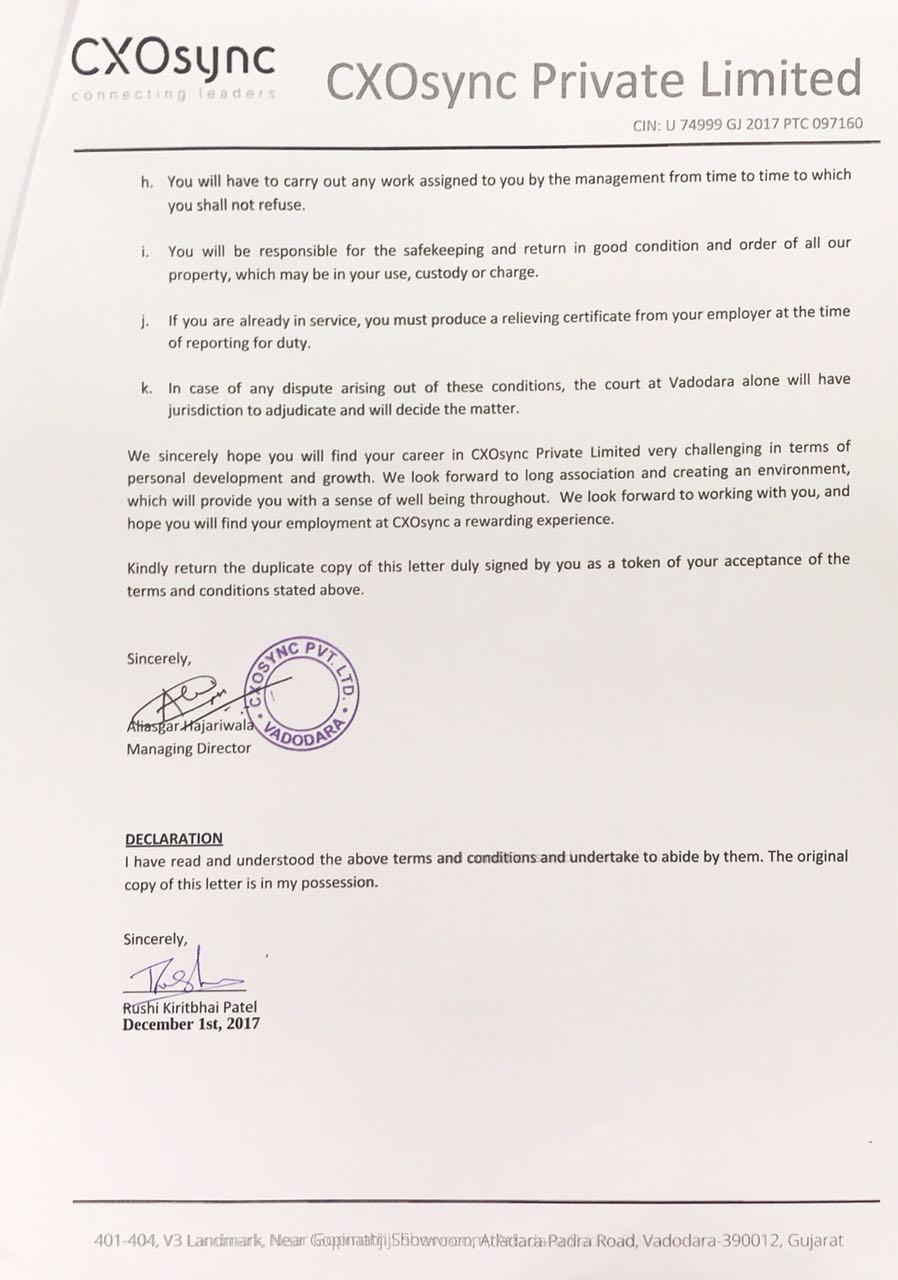 CXOsync
connecting leaders
CXOsync Private Limited
CIN: U 74999 GJ 2017 PTC 097160
h. You will have to carry out any work assigned to you by the management from time to time to which
you shall not refuse.
i. You will be responsible for the safekeeping and return in good condition and order of all our
property, which may be in your use, custody or charge.
j. If you are already in service, you must produce a relieving certificate from your employer at the time
of reporting for duty.
k. In case of any dispute arising out of these conditions, the court at Vadodara alone will have
jurisdiction to adjudicate and will decide the matter.
We sincerely hope you will find your career in CXOsync Private Limited very challenging in terms of
personal development and growth. We look forward to long association and creating an environment,
which will provide you with a sense of well being throughout. We look forward to working with you, and
hope you will find your employment at CXOsync a rewarding experience.
Kindly return the duplicate copy of this letter duly signed by you as a token of your acceptance of the
terms and conditions stated above.
Sincerely,
CXOSYNC PVT. LTD.
VADODARA
Aliasgar Hajariwala
Managing Director
DECLARATION
I have read and understood the above terms and conditions and undertake to abide by them. The original
copy of this letter is in my possession.
Sincerely,
Rushi Kiritbhai Patel
December 1st, 2017
401-404, V3 Landmark, Near Gopinathji Showroom, Atladara-Padra Road, Vadodara-390012, Gujarat